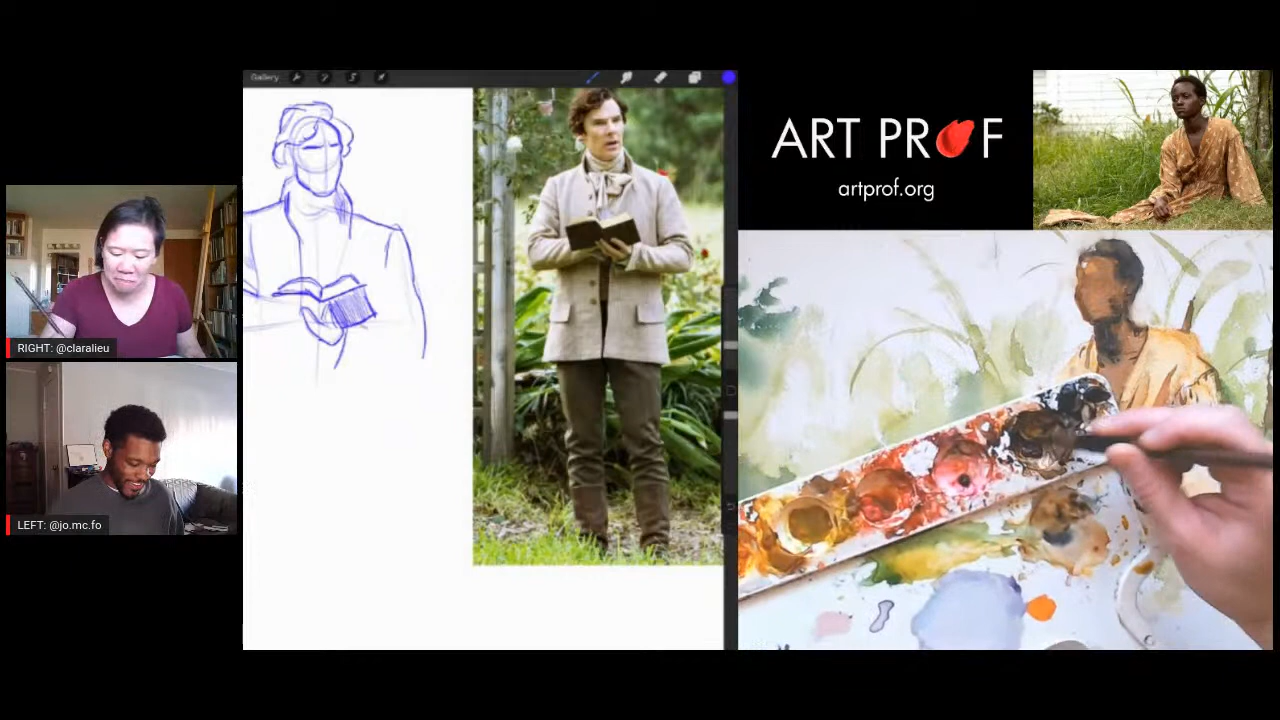 Gallery
ART PROF
artprof.org
RIGHT: @claralieu
LEFT: @jo.mc.fo